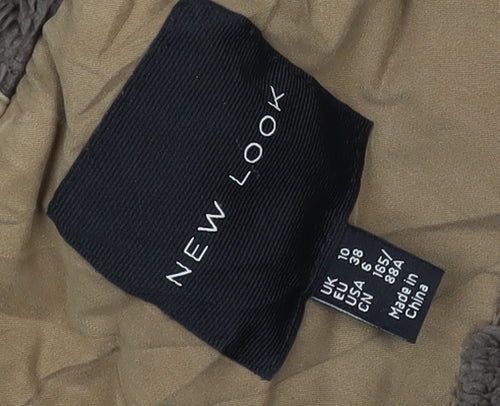 NEW LOOK
UK 10
EU 38
USA 6
CN 165/
88A
Made in
China